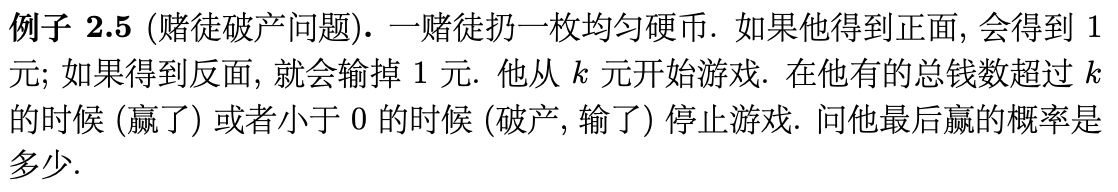 例子 2.5 (赌徒破产问题). 一赌徒扔一枚均匀硬币. 如果他得到正面, 会得到 1
元; 如果得到反面, 就会输掉 1 元. 他从 k 元开始游戏. 在他有的总钱数超过 k
的时候 (赢了) 或者小于 0 的时候 (破产, 输了) 停止游戏. 问他最后赢的概率是
多少.